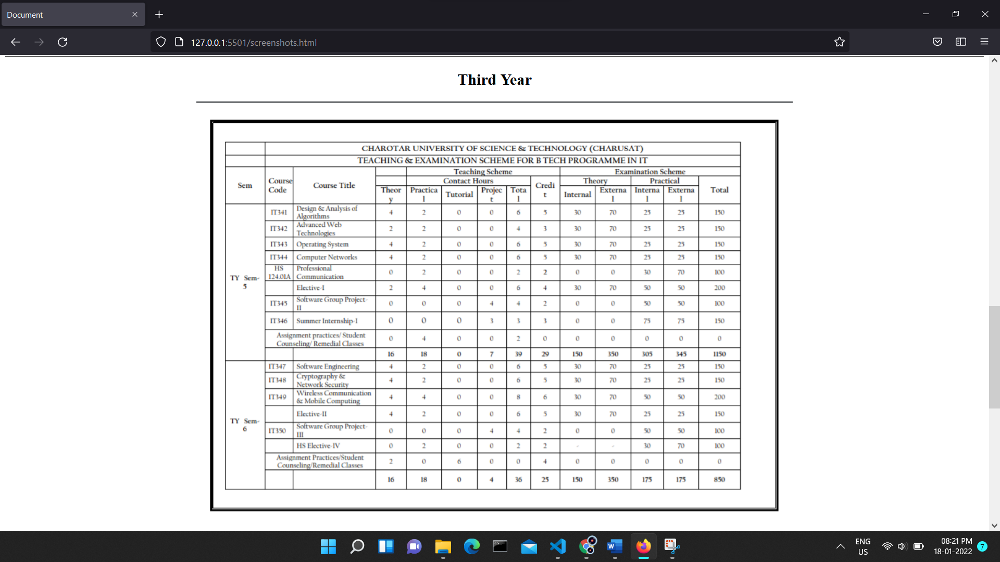 Document
127.0.0.1:5501/screenshots.html
Third Year
CHAROTAR UNIVERSITY OF SCIENCE & TECHNOLOGY (CHARUSAT)
TEACHING & EXAMINATION SCHEME FOR B TECH PROGRAMME IN IT
Sem
Course
Code
Course Title
Teaching Scheme
Examination Scheme
Contact Hours
Credi
t
Theory
Practical
Total
Theor
y
Practica
l
Tutorial
Projec
t
Tota
l
Internal
Externa
l
Interna
l
Externa
l
TY Sem-
5
IT341 Design & Analysis of
Algorithms 4 2 0 0 6 5 30 70 25 25 150
IT342 Advanced Web
Technologies 2 2 0 0 4 3 30 70 25 25 150
IT343 Operating System 4 2 0 0 6 5 30 70 25 25 150
IT344 Computer Networks 4 2 0 0 6 5 30 70 25 25 150
HS
124.01A Professional
Communication 0 2 0 0 2 2 0 0 30 70 100
Elective-I 2 4 0 0 6 4 30 70 50 50 200
IT345 Software Group Project-
II 0 0 0 4 4 2 0 0 50 50 100
IT346 Summer Internship-I 0 0 0 3 3 3 0 0 75 75 150
Assignment practices/ Student
Counseling/ Remedial Classes 0 4 0 0 2 0 0 0 0 0 0
16 18 0 7 39 29 150 350 305 345 1150
TY Sem-
6
IT347 Software Engineering 4 2 0 0 6 5 30 70 25 25 150
IT348 Cryptography &
Network Security 4 2 0 0 6 5 30 70 25 25 150
IT349 Wireless Communication
& Mobile Computing 4 4 0 0 8 6 30 70 50 50 200
Elective-II 4 2 0 0 6 5 30 70 25 25 150
IT350 Software Group Project-
III 0 0 0 4 4 2 0 0 50 50 100
HS Elective-IV 0 2 0 0 2 2 - - 30 70 100
Assignment Practices/Student
Counseling/Remedial Classes 2 0 6 0 0 4 0 0 0 0 0
16 18 0 4 36 25 150 350 175 175 850
ENG
US
08:21 PM
18-01-2022
7